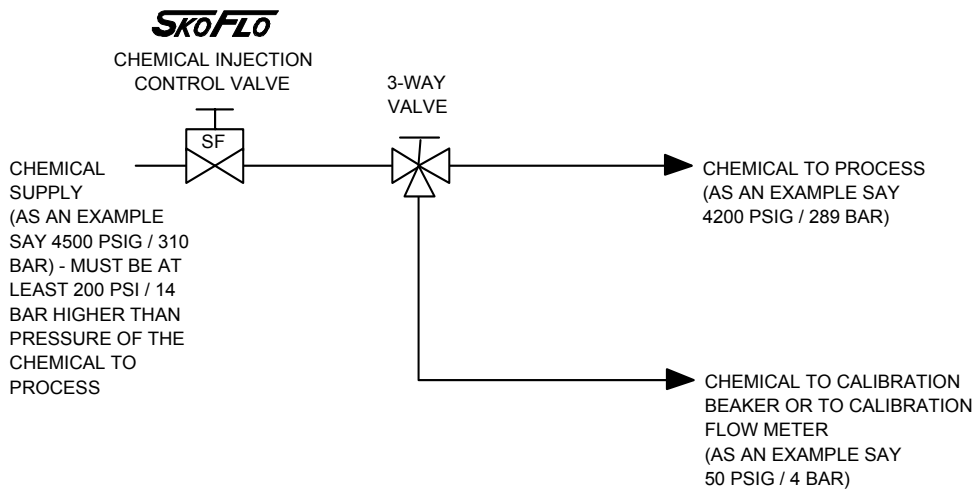 SKOFLO
CHEMICAL INJECTION
CONTROL VALVE
3-WAY
VALVE
SF
CHEMICAL
SUPPLY
(AS AN EXAMPLE
SAY 4500 PSIG / 310
BAR) - MUST BE AT
LEAST 200 PSI / 14
BAR HIGHER THAN
PRESSURE OF THE
CHEMICAL TO
PROCESS
CHEMICAL TO PROCESS
(AS AN EXAMPLE SAY
4200 PSIG / 289 BAR)
CHEMICAL TO CALIBRATION
BEAKER OR TO CALIBRATION
FLOW METER
(AS AN EXAMPLE SAY
50 PSIG / 4 BAR)